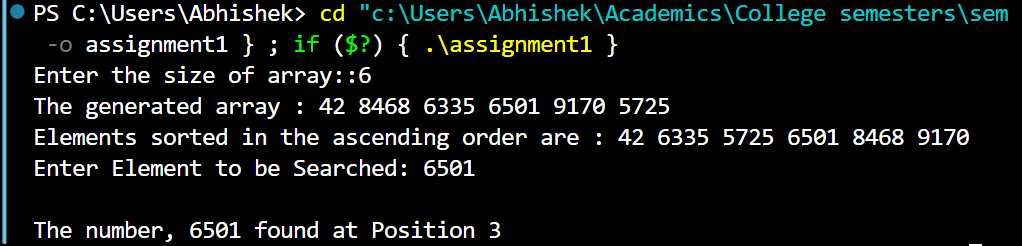 PS C:\Users\Abhishek> cd "c:\Users\Abhishek\Academics\College semesters\sem
-o assignment1 } ; if ($?) { .\assignment1 }
Enter the size of array::6
The generated array : 42 8468 6335 6501 9170 5725
Elements sorted in the ascending order are : 42 6335 5725 6501 8468 9170
Enter Element to be Searched: 6501
The number, 6501 found at Position 3